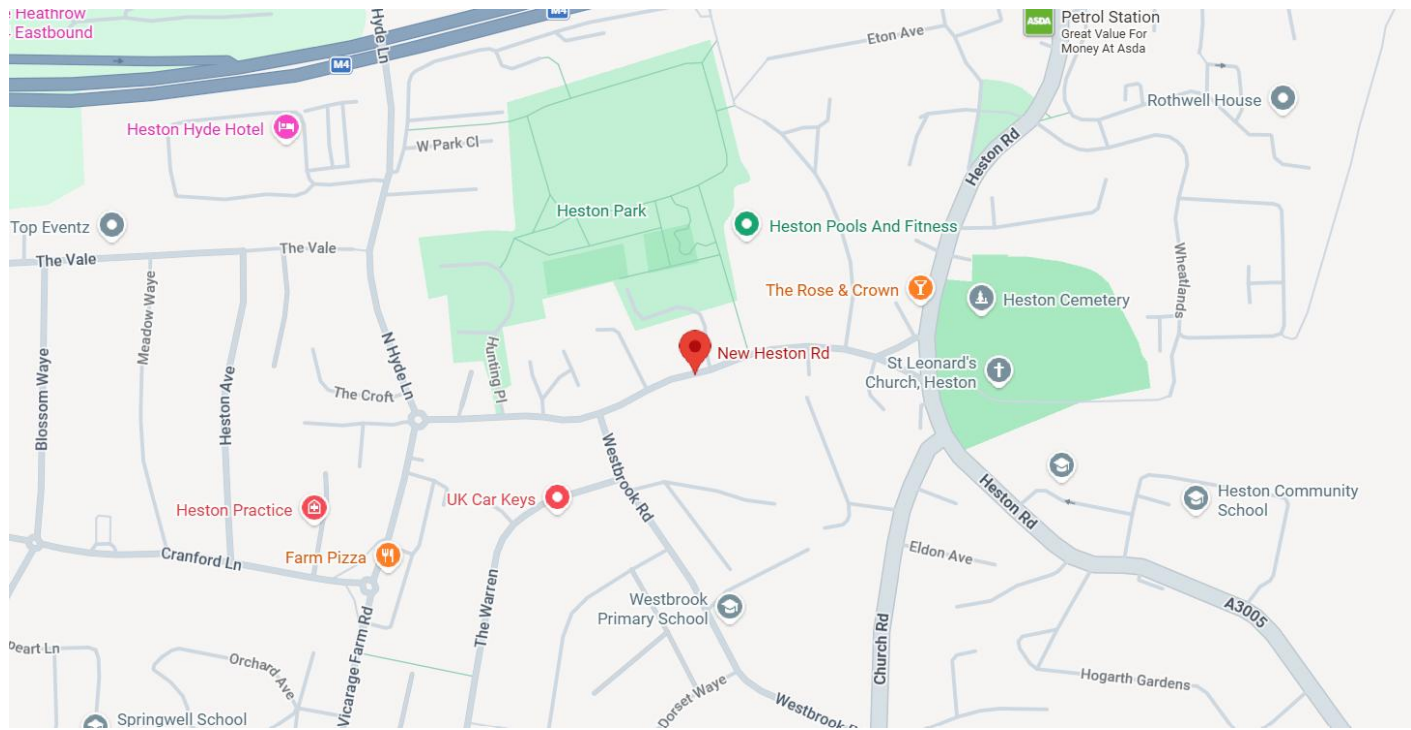 Heathrow
Eastbound
M4
M4
Hyde Ln
Eton Ave
ASDA
Petrol Station
Great Value For
Money At Asda
Rothwell House
Heston Hyde Hotel
W Park Cl
Heston Rd
Heston Park
Heston Pools And Fitness
Top Eventz
The Vale
The Vale
Meadow Waye
Wheatlands
The Rose & Crown
Heston Cemetery
N Hyde Ln
Hunting Pl
New Heston Rd
St Leonard's
Church, Heston
Blossom Waye
Heston Ave
The Croft
Westbrook Rd
UK Car Keys
Heston Practice
Heston Rd
Heston Community
School
Cranford Ln
Farm Pizza
Eldon Ave
The Warren
Westbrook
Primary School
A3005
Church Rd
Vicarage Farm Rd
Orchard Ave
Dorset Waye
Hogarth Gardens
Westbrook
Springwell School